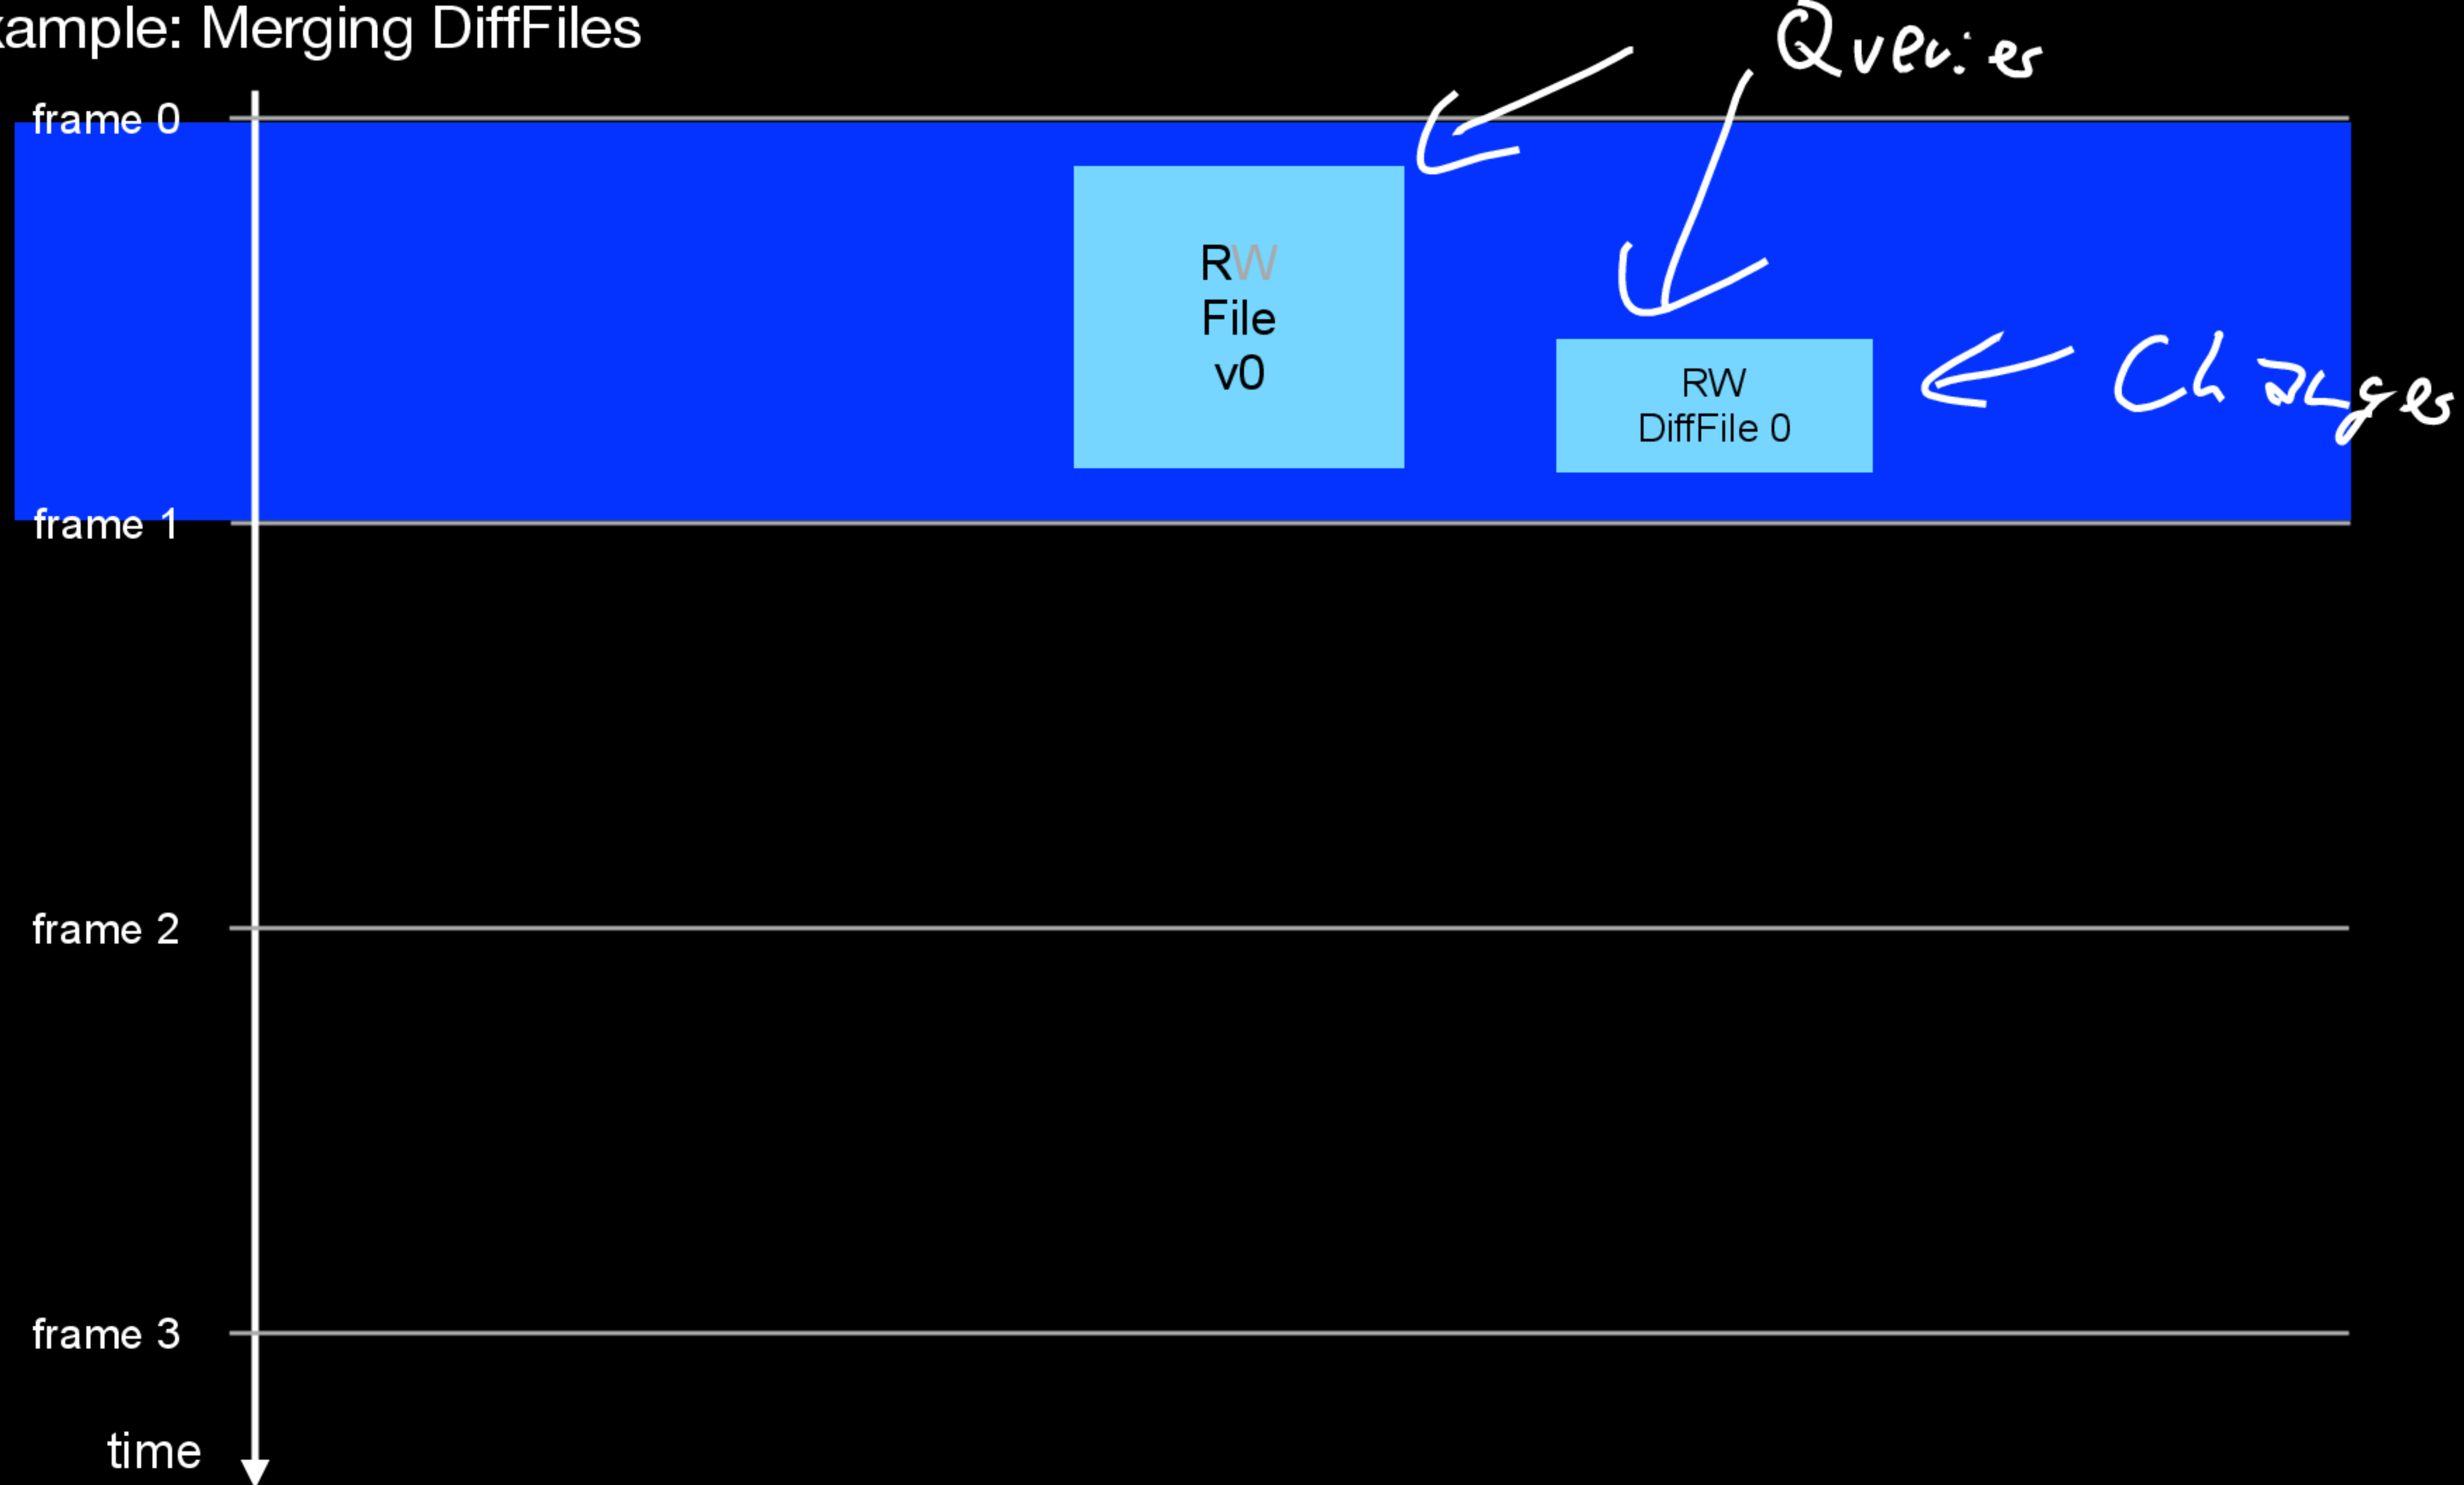 ample: Merging DiffFiles
Queries
frame 0
RW
File
v0
RW
DiffFile 0
Changes
frame 1
frame 2
frame 3
time